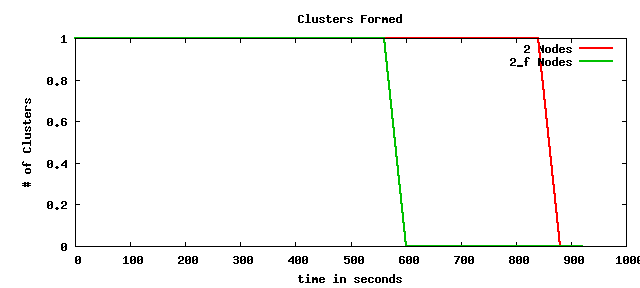 Clusters Formed
2 Nodes
2_f Nodes
# of Clusters
1
0.8
0.6
0.4
0.2
0
0 100 200 300 400 500 600 700 800 900 1000
time in seconds